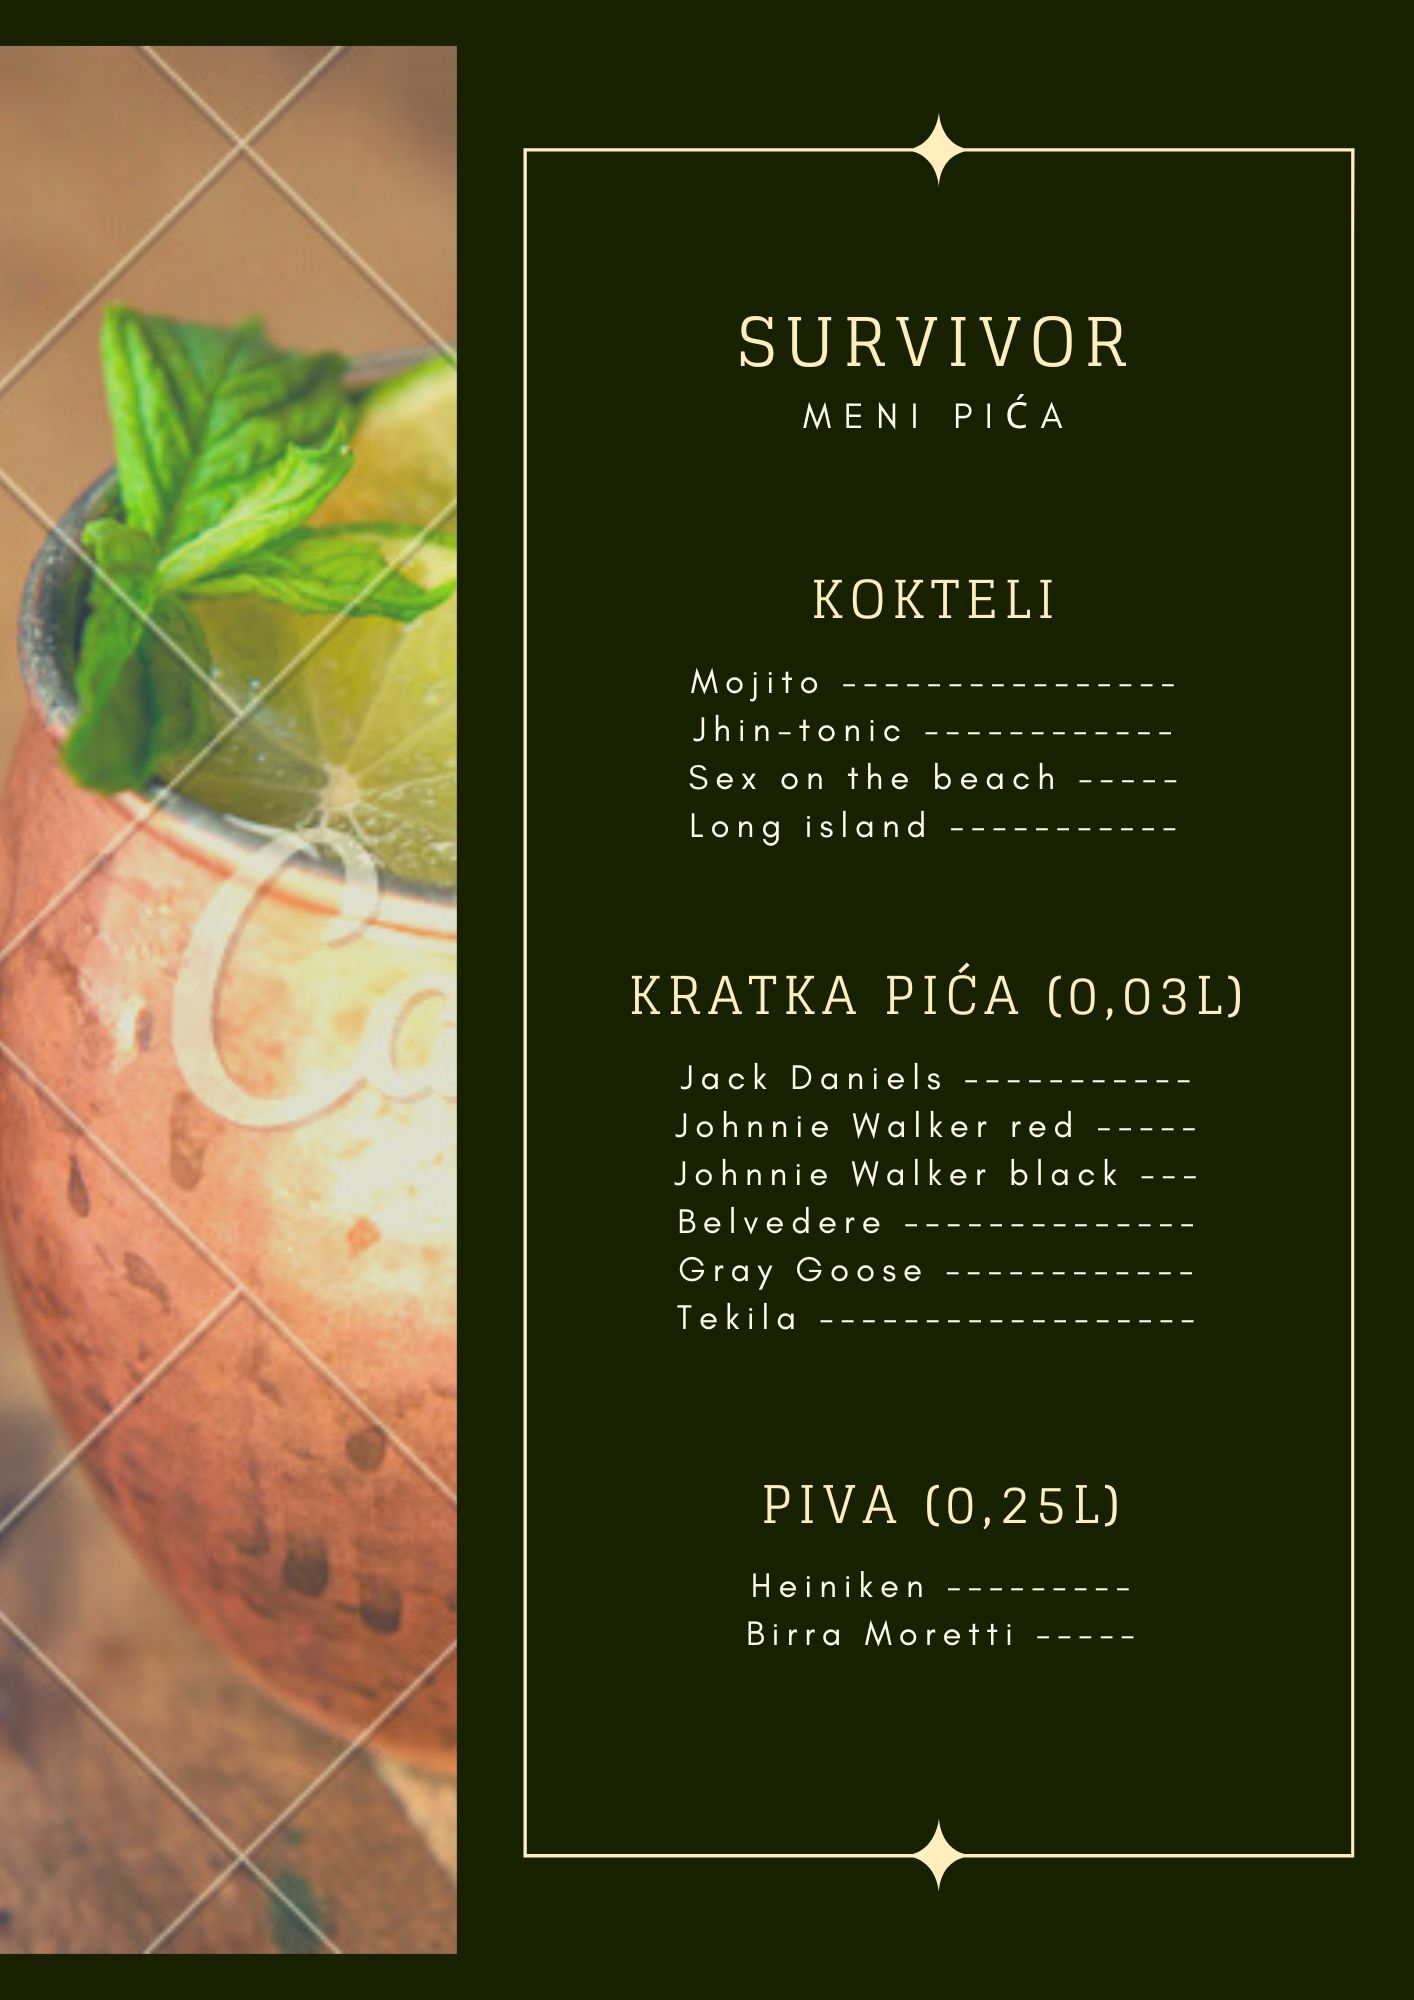 SURVIVOR
MENI PIĆA
KOKTELI
Mojito ----------------
Jhin-tonic ------------
Sex on the beach -----
Long island -----------
KRATKA PIĆA (0,03L)
Jack Daniels -----------
Johnnie Walker red -----
Johnnie Walker black ---
Belvedere --------------
Gray Goose ------------
Tekila ------------------
PIVA (0,25L)
Heiniken ---------
Birra Moretti -----
Ca